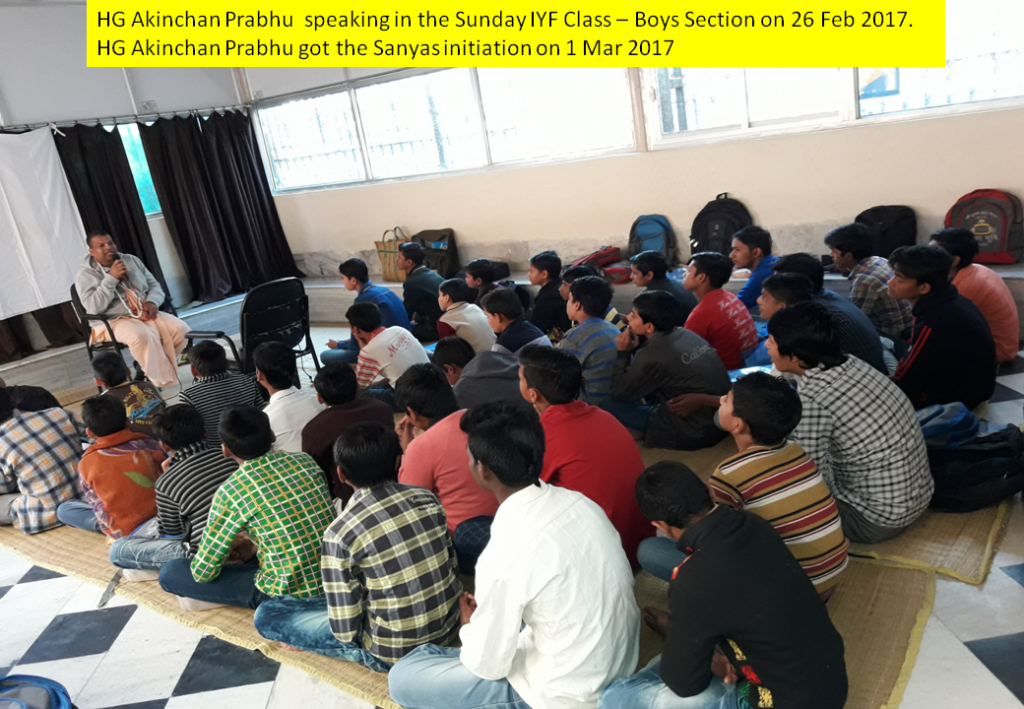 HG Akinchan Prabhu  speaking in the Sunday IYF Class – Boys Section on 26 Feb 2017.
HG Akinchan Prabhu got the Sanyas initiation on 1 Mar 2017